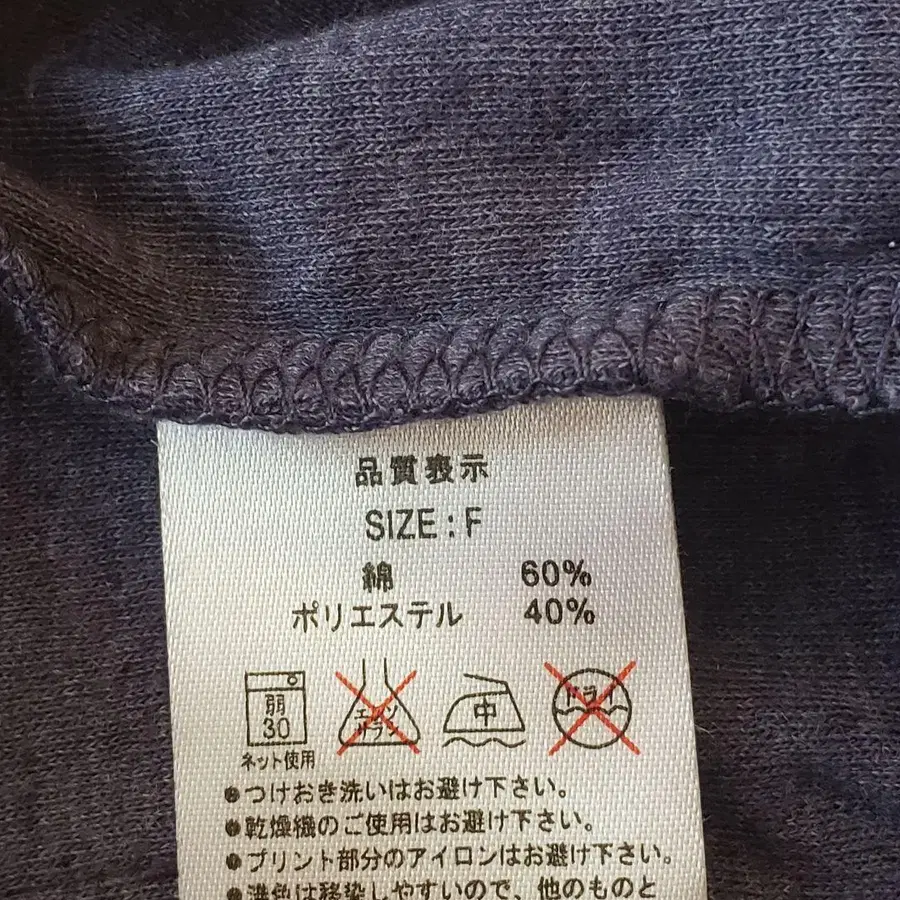 品質表示
SIZE : F
綿 60%
ポリエステル 40%
弱
30
エンソ
サラシ
中
ドライ
ネット使用
●つけおき洗いはお避け下さい。
●乾燥機のご使用はお避け下さい。
●プリント部分のアイロンはお避け下さい。
●濃色は移染しやすいので、他のものと